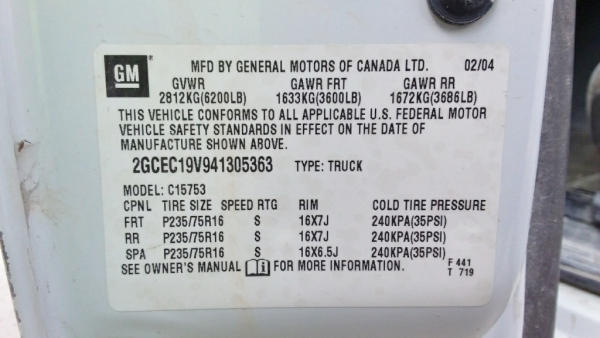 GM
MFD BY GENERAL MOTORS OF CANADA LTD. 02/04
GVWR GAWR FRT GAWR RR
2812KG(6200LB) 1633KG(3600LB) 1672KG(3686LB)
THIS VEHICLE CONFORMS TO ALL APPLICABLE U.S. FEDERAL MOTOR
VEHICLE SAFETY STANDARDS IN EFFECT ON THE DATE OF
MANUFACTURE SHOWN ABOVE.
2GCEC19V941305363 TYPE: TRUCK
MODEL: C15753
CPNL TIRE SIZE SPEED RTG RIM COLD TIRE PRESSURE
FRT P235/75R16 S 16X7J 240KPA(35PSI)
RR P235/75R16 S 16X7J 240KPA(35PSI)
SPA P235/75R16 S 16X6.5J 240KPA(35PSI)
SEE OWNER'S MANUAL i FOR MORE INFORMATION. F 441
T 719